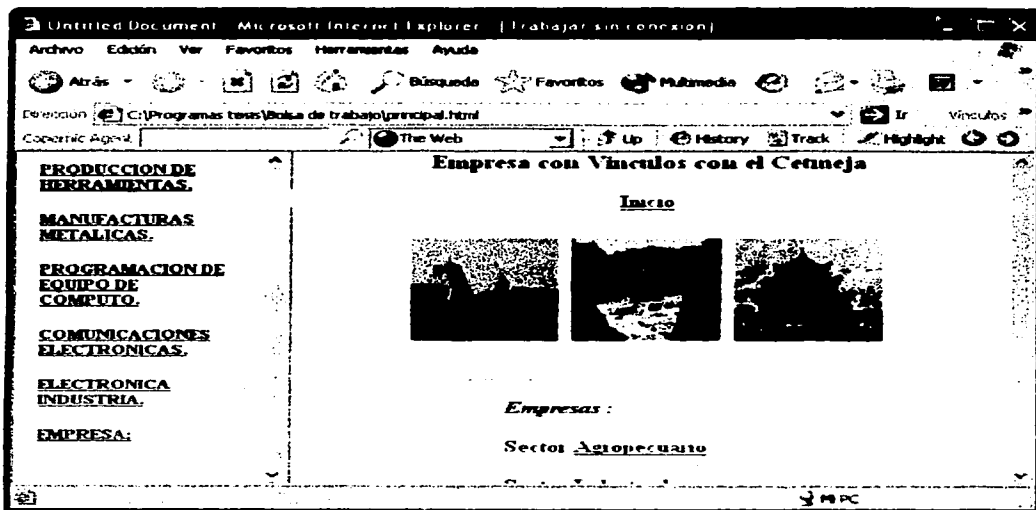 Untitled Document - Microsoft Internet Explorer - [Trabajar sin conexion]
Archivo Edición Ver Favoritos Herramientas Ayuda
Atrás Búsqueda Favoritos Multimedia
Dirección C:\Programas tesis\Bolsa de trabajo\principal.html Ir Vínculos
Copernic Agent The Web Up History Track Highlight
PRODUCCION DE
HERRAMIENTAS.
MANUFACTURAS
METALICAS.
PROGRAMACION DE
EQUIPO DE
COMPUTO.
COMUNICACIONES
ELECTRONICAS.
ELECTRONICA
INDUSTRIA.
EMPRESA:
Empresa con Vinculos con el Cetmeja
Inicio
Empresas :
Sector Agropecuario
Mi PC